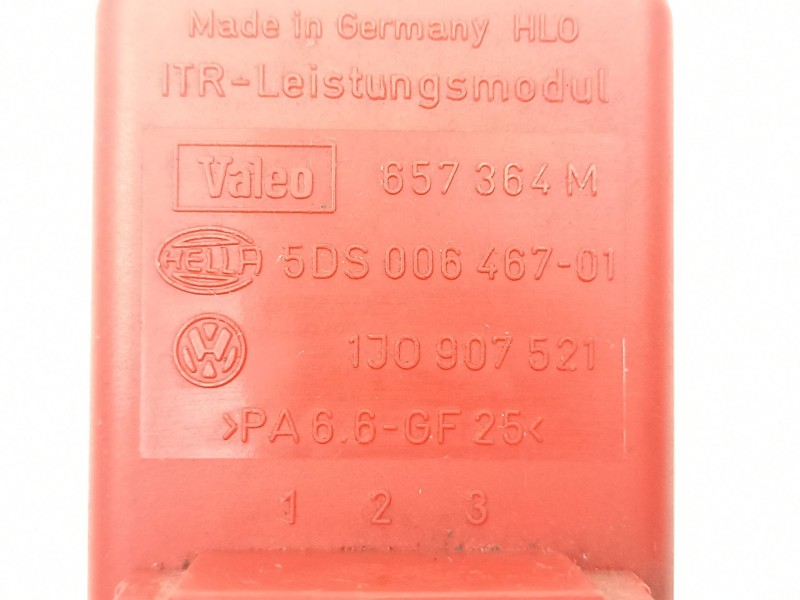 Made in Germany HLO
ITR-Leistungsmodul
Valeo 657 364 M
HELLA 5DS 006 467-01
VW 1J0 907 521
>PA 6.6-GF 25<
1 2 3